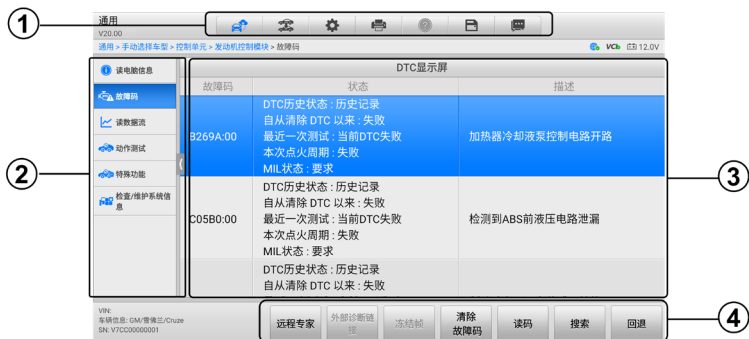 通用
V20.00
①
通用 > 手动选择车型 > 控制单元 > 发动机控制模块 > 故障码
VCb 12.0V
②
读电脑信息
故障码
读数据流
动作测试
特殊功能
检查/维护系统信息
③
DTC显示屏
故障码 状态 描述
DTC历史状态 : 历史记录
自从清除 DTC 以来 : 失败
B269A:00 最近一次测试 : 当前DTC失败 加热器冷却液泵控制电路开路
本次点火周期 : 失败
MIL状态 : 要求
DTC历史状态 : 历史记录
自从清除 DTC 以来 : 失败
C05B0:00 最近一次测试 : 当前DTC失败 检测到ABS前液压电路泄漏
本次点火周期 : 失败
MIL状态 : 要求
DTC历史状态 : 历史记录
自从清除 DTC 以来 : 失败
VIN:
车辆信息: GM/雪佛兰/Cruze
SN: V7CC00000001
远程专家 外部诊断链接 冻结帧 清除故障码 读码 搜索 回退
④